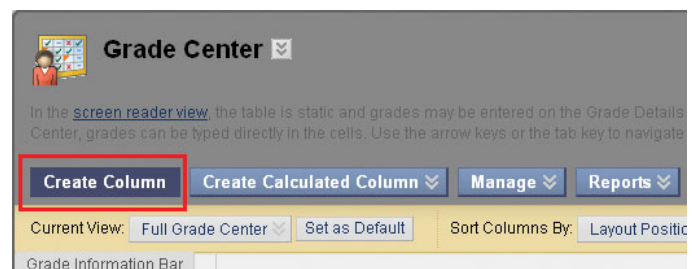 Grade Center
In the screen reader view, the table is static and grades may be entered on the Grade Details
Center, grades can be typed directly in the cells. Use the arrow keys or the tab key to navigate
Create Column Create Calculated Column Manage Reports
Current View: Full Grade Center Set as Default Sort Columns By: Layout Positio
Grade Information Bar